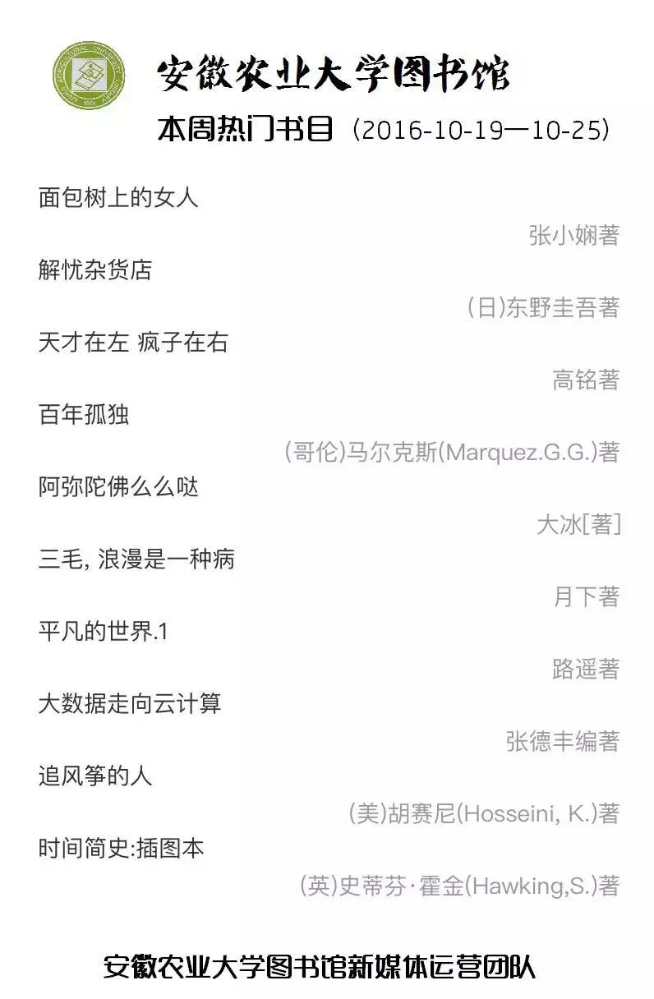 安徽农业大学图书馆
本周热门书目 (2016-10-19—10-25)
面包树上的女人
张小娴著
解忧杂货店
(日)东野圭吾著
天才在左 疯子在右
高铭著
百年孤独
(哥伦)马尔克斯(Marquez.G.G.)著
阿弥陀佛么么哒
大冰[著]
三毛, 浪漫是一种病
月下著
平凡的世界.1
路遥著
大数据走向云计算
张德丰编著
追风筝的人
(美)胡赛尼(Hosseini, K.)著
时间简史:插图本
(英)史蒂芬·霍金(Hawking,S.)著
安徽农业大学图书馆新媒体运营团队